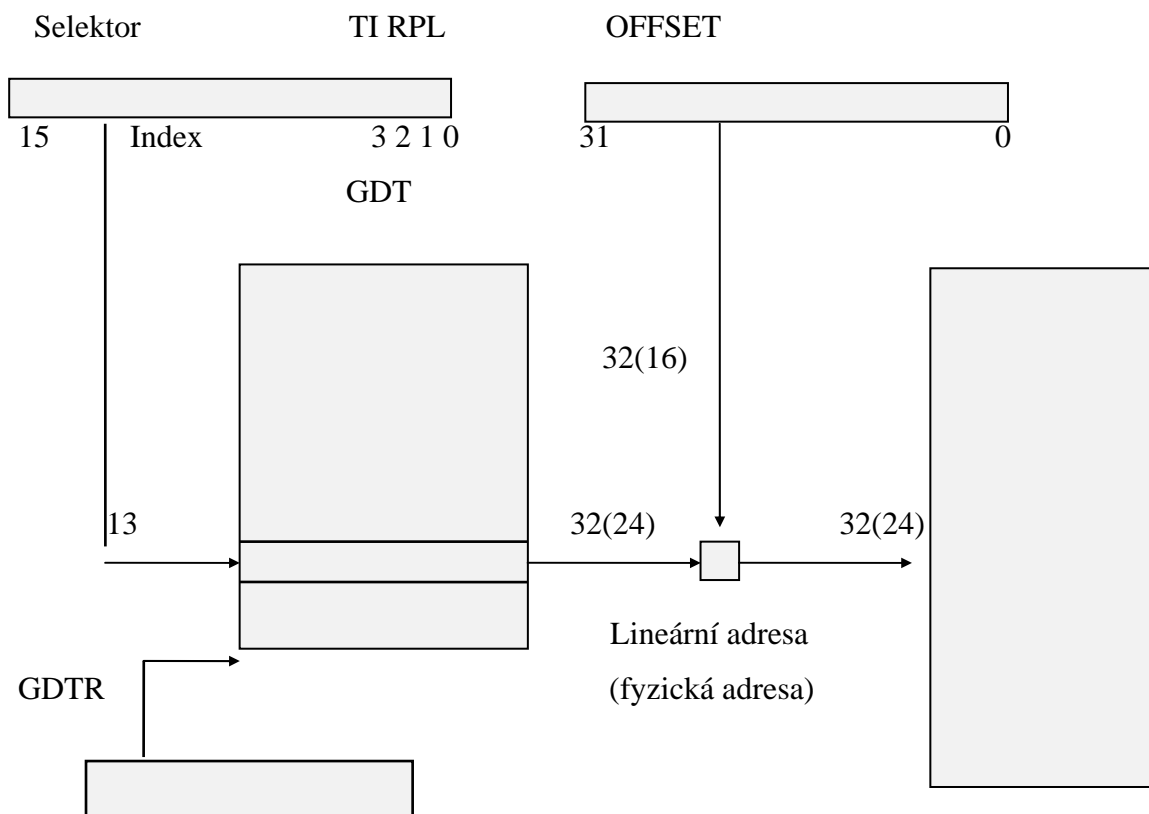 Selektor TI RPL OFFSET
15 Index 3 2 1 0 31 0
GDT
32(16)
13 32(24) 32(24)
Lineární adresa
GDTR (fyzická adresa)